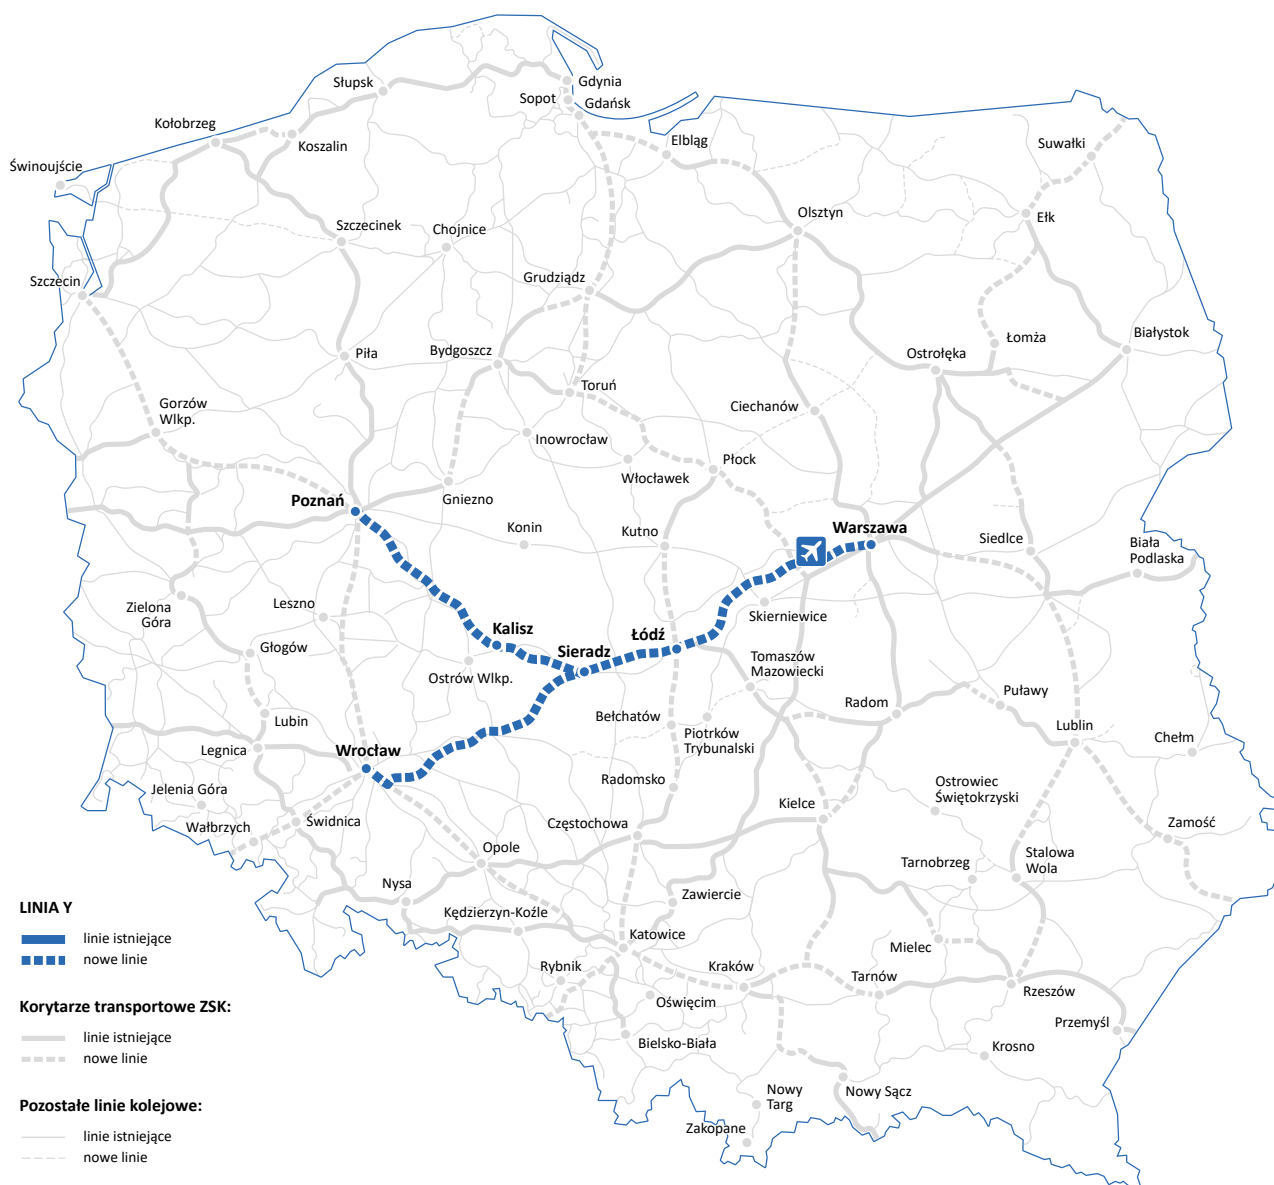 Słupsk
Gdynia
Sopot
Gdańsk
Kołobrzeg
Koszalin
Elbląg
Suwałki
Świnoujście
Olsztyn
Ełk
Szczecinek
Chojnice
Szczecin
Grudziądz
Białystok
Łomża
Ostrołęka
Piła
Bydgoszcz
Toruń
Gorzów
Wlkp.
Ciechanów
Inowrocław
Płock
Włocławek
Poznań
Gniezno
Konin
Kutno
Warszawa
Siedlce
Biała
Podlaska
Zielona
Góra
Leszno
Skierniewice
Kalisz
Łódź
Sieradz
Głogów
Ostrów Wlkp.
Tomaszów
Mazowiecki
Puławy
Radom
Lubin
Bełchatów
Piotrków
Trybunalski
Lublin
Chełm
Legnica
Wrocław
Radomsko
Jelenia Góra
Ostrowiec
Świętokrzyski
Kielce
Wałbrzych
Świdnica
Częstochowa
Zamość
Opole
Stalowa
Wola
Tarnobrzeg
Nysa
Zawiercie
Kędzierzyn-Koźle
Katowice
Mielec
Rybnik
Kraków
Tarnów
Oświęcim
Rzeszów
Przemyśl
Bielsko-Biała
Krosno
Nowy
Targ
Nowy Sącz
Zakopane
LINIA Y
linie istniejące
nowe linie
Korytarze transportowe ZSK:
linie istniejące
nowe linie
Pozostałe linie kolejowe:
linie istniejące
nowe linie